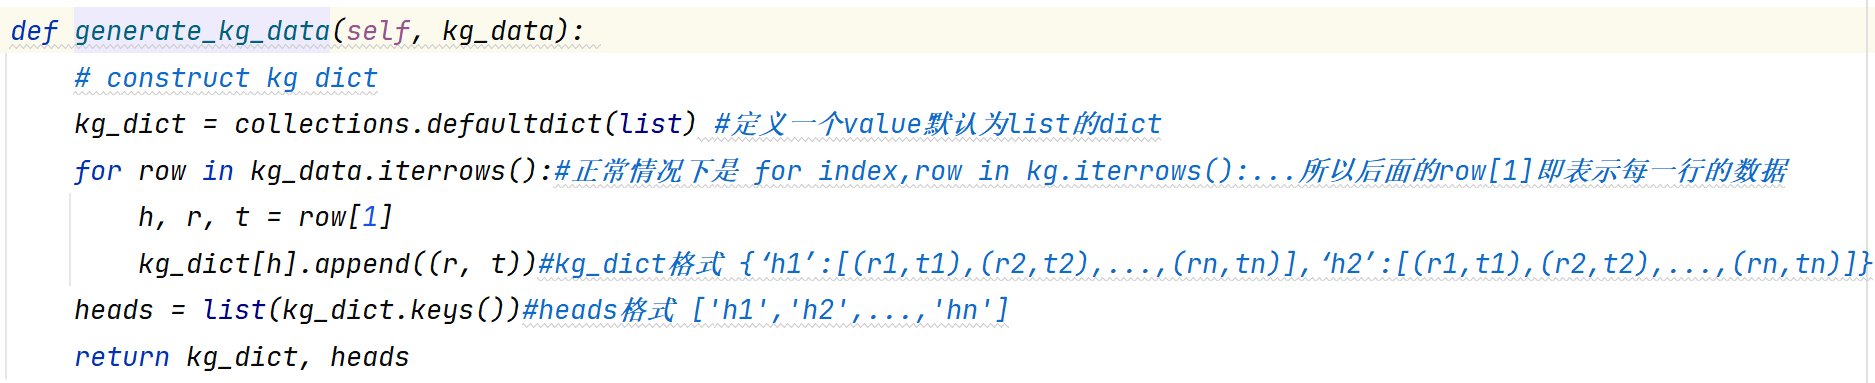 def generate_kg_data(self, kg_data):
# construct kg dict
kg_dict = collections.defaultdict(list) #定义一个value默认为list的dict
for row in kg_data.iterrows():#正常情况下是 for index,row in kg.iterrows():...所以后面的row[1]即表示每一行的数据
h, r, t = row[1]
kg_dict[h].append((r, t))#kg_dict格式 {‘h1’:[(r1,t1),(r2,t2),...,(rn,tn)],‘h2’:[(r1,t1),(r2,t2),...,(rn,tn)]}
heads = list(kg_dict.keys())#heads格式 ['h1','h2',...,'hn']
return kg_dict, heads